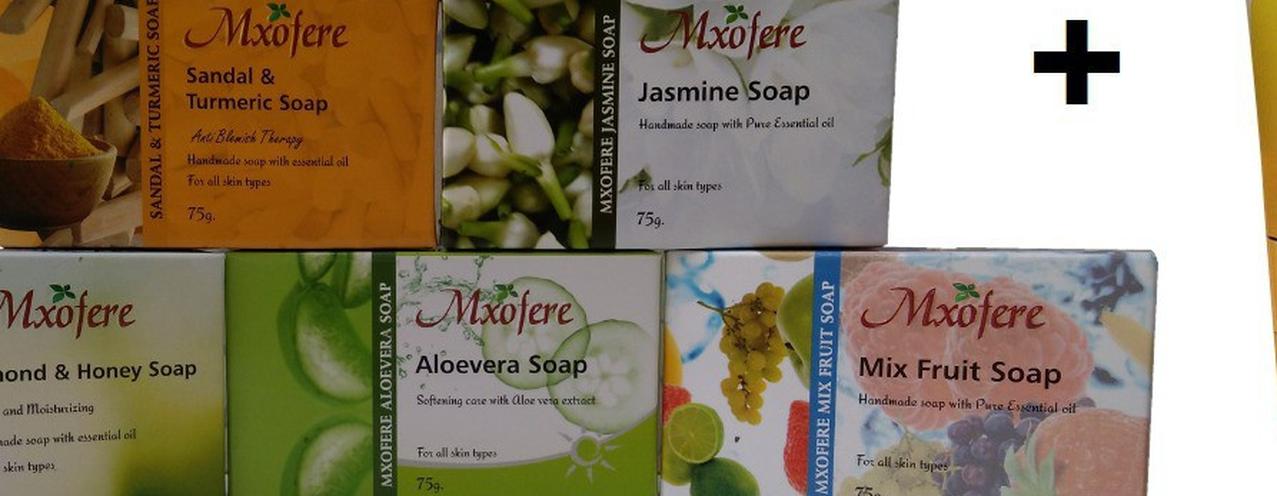 SANDAL & TURMERIC SOAP
Mxofere
Sandal &
Turmeric Soap
AntiBlemish Therapy
Handmade soap with essential oil
For all skin types
75g.
MXOFERE JASMINE SOAP
Mxofere
Jasmine Soap
Handmade soap with Pure Essential oil
For all skin types
75g.
+
Mxofere
& Honey Soap
and Moisturizing
soap with essential oil
skin types
MXOFERE ALOEVERA SOAP
Mxofere
Aloevera Soap
Softening care with Aloe vera extract
For all skin types
75g.
MXOFERE MIX FRUIT SOAP
Mxofere
Mix Fruit Soap
Handmade soap with Pure Essential oil
For all skin types
75g.